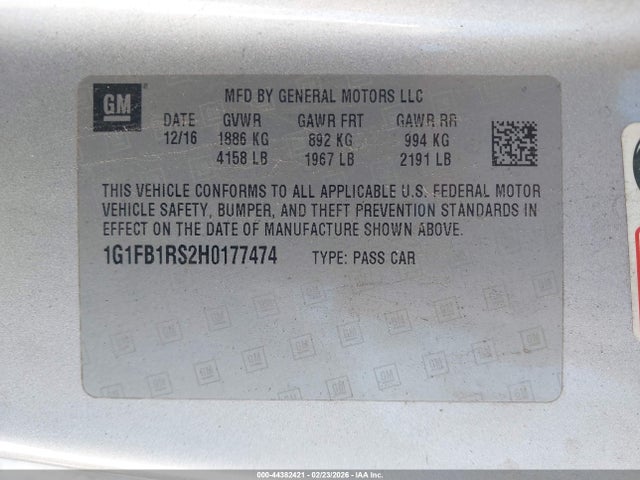 GM
MFD BY GENERAL MOTORS LLC
DATE GVWR GAWR FRT GAWR RR
12/16 1886 KG 892 KG 994 KG
4158 LB 1967 LB 2191 LB
THIS VEHICLE CONFORMS TO ALL APPLICABLE U.S. FEDERAL MOTOR
VEHICLE SAFETY, BUMPER, AND THEFT PREVENTION STANDARDS IN
EFFECT ON THE DATE OF MANUFACTURE SHOWN ABOVE.
1G1FB1RS2H0177474 TYPE: PASS CAR
000-44382421 - 02/23/2026 - IAA Inc. Copyright